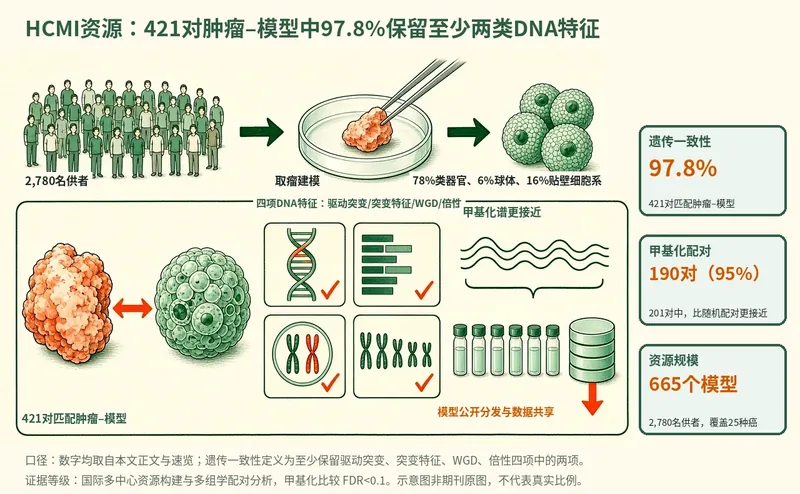 HCMI资源：421对肿瘤–模型中97.8%保留至少两类DNA特征
2,780名供者
取瘤建模
78%类器官、6%球体、16%贴壁细胞系
四项DNA特征：驱动突变/突变特征/WGD/倍性
甲基化谱更接近
421对匹配肿瘤–模型
模型公开分发与数据共享
遗传一致性
97.8%
421对匹配肿瘤–模型
甲基化配对
190对（95%）
201对中，比随机配对更接近
资源规模
665个模型
2,780名供者，覆盖25种癌
口径：数字均取自本文正文与速览；遗传一致性定义为至少保留驱动突变、突变特征、WGD、倍性四项中的两项。
证据等级：国际多中心资源构建与多组学配对分析，甲基化比较 FDR<0.1。示意图非期刊原图，不代表真实比例。